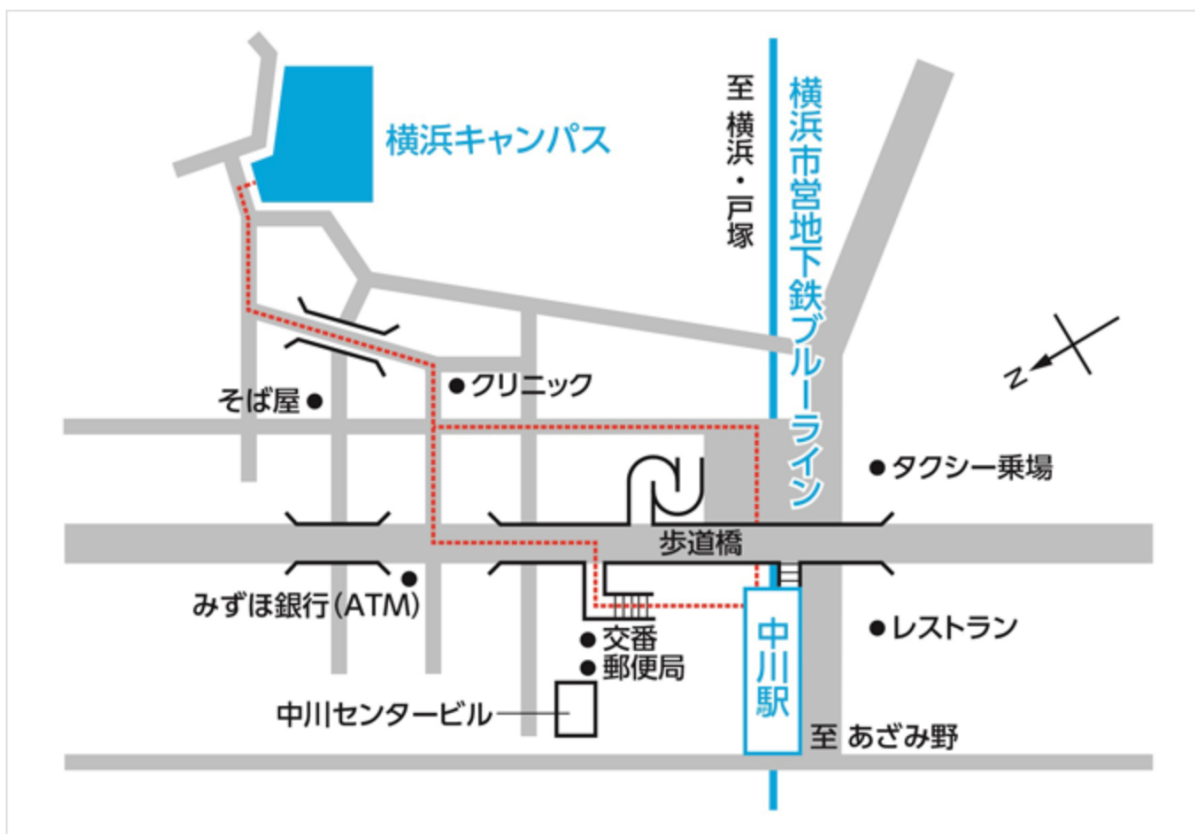 横浜キャンパス
至 横浜・戸塚
横浜市営地下鉄ブルーライン
N
クリニック
そば屋
タクシー乗場
歩道橋
みずほ銀行(ATM)
交番
郵便局
レストラン
中川駅
中川センタービル
至 あざみ野